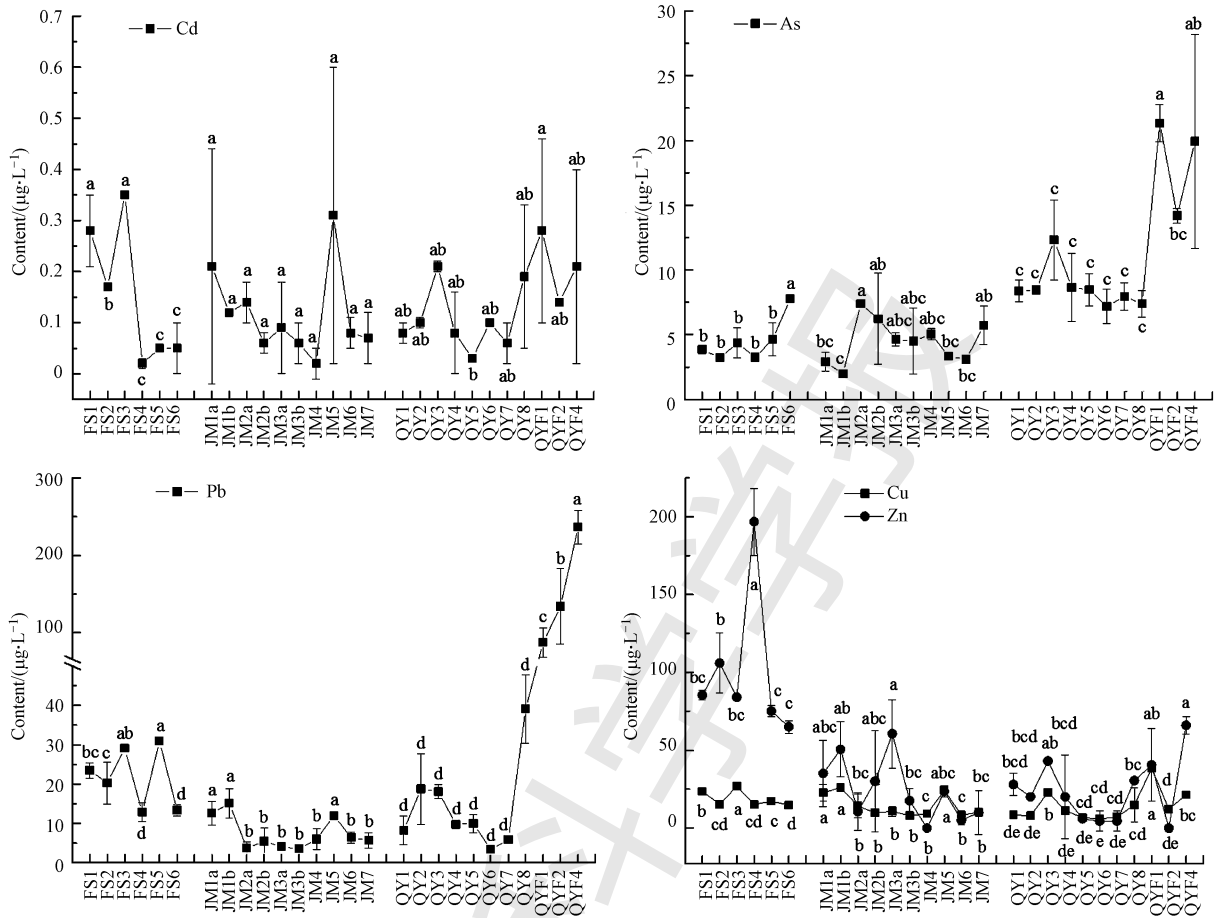 Cd
Content/(μg·L⁻¹)
0.7
0.6
0.5
0.4
0.3
0.2
0.1
0
a b a c c c
a a a a a a a a a a
ab ab ab ab b ab ab ab a ab ab
FS1 FS2 FS3 FS4 FS5 FS6 JM1a JM1b JM2a JM2b JM3a JM3b JM4 JM5 JM6 JM7 QY1 QY2 QY3 QY4 QY5 QY6 QY7 QY8 QYF1 QYF2 QYF4
As
Content/(μg·L⁻¹)
30
25
20
15
10
5
0
b b b b b a
bc c a ab abc abc abc bc bc ab
c c c c c c c c a bc ab
FS1 FS2 FS3 FS4 FS5 FS6 JM1a JM1b JM2a JM2b JM3a JM3b JM4 JM5 JM6 JM7 QY1 QY2 QY3 QY4 QY5 QY6 QY7 QY8 QYF1 QYF2 QYF4
Pb
Content/(μg·L⁻¹)
300
200
100
40
30
20
10
0
bc c ab d a d
a a b b b b b a b b
d d d d d d d d c b a
FS1 FS2 FS3 FS4 FS5 FS6 JM1a JM1b JM2a JM2b JM3a JM3b JM4 JM5 JM6 JM7 QY1 QY2 QY3 QY4 QY5 QY6 QY7 QY8 QYF1 QYF2 QYF4
Cu
Zn
Content/(μg·L⁻¹)
200
150
100
50
0
bc b bc a c c
b cd a cd c d
abc ab bc abc a bc c abc c bc
a a b b b b b a b b
bcd bcd ab bcd cd cd cd bc ab d a
de de b de de e de cd a de bc
FS1 FS2 FS3 FS4 FS5 FS6 JM1a JM1b JM2a JM2b JM3a JM3b JM4 JM5 JM6 JM7 QY1 QY2 QY3 QY4 QY5 QY6 QY7 QY8 QYF1 QYF2 QYF4
科学学报